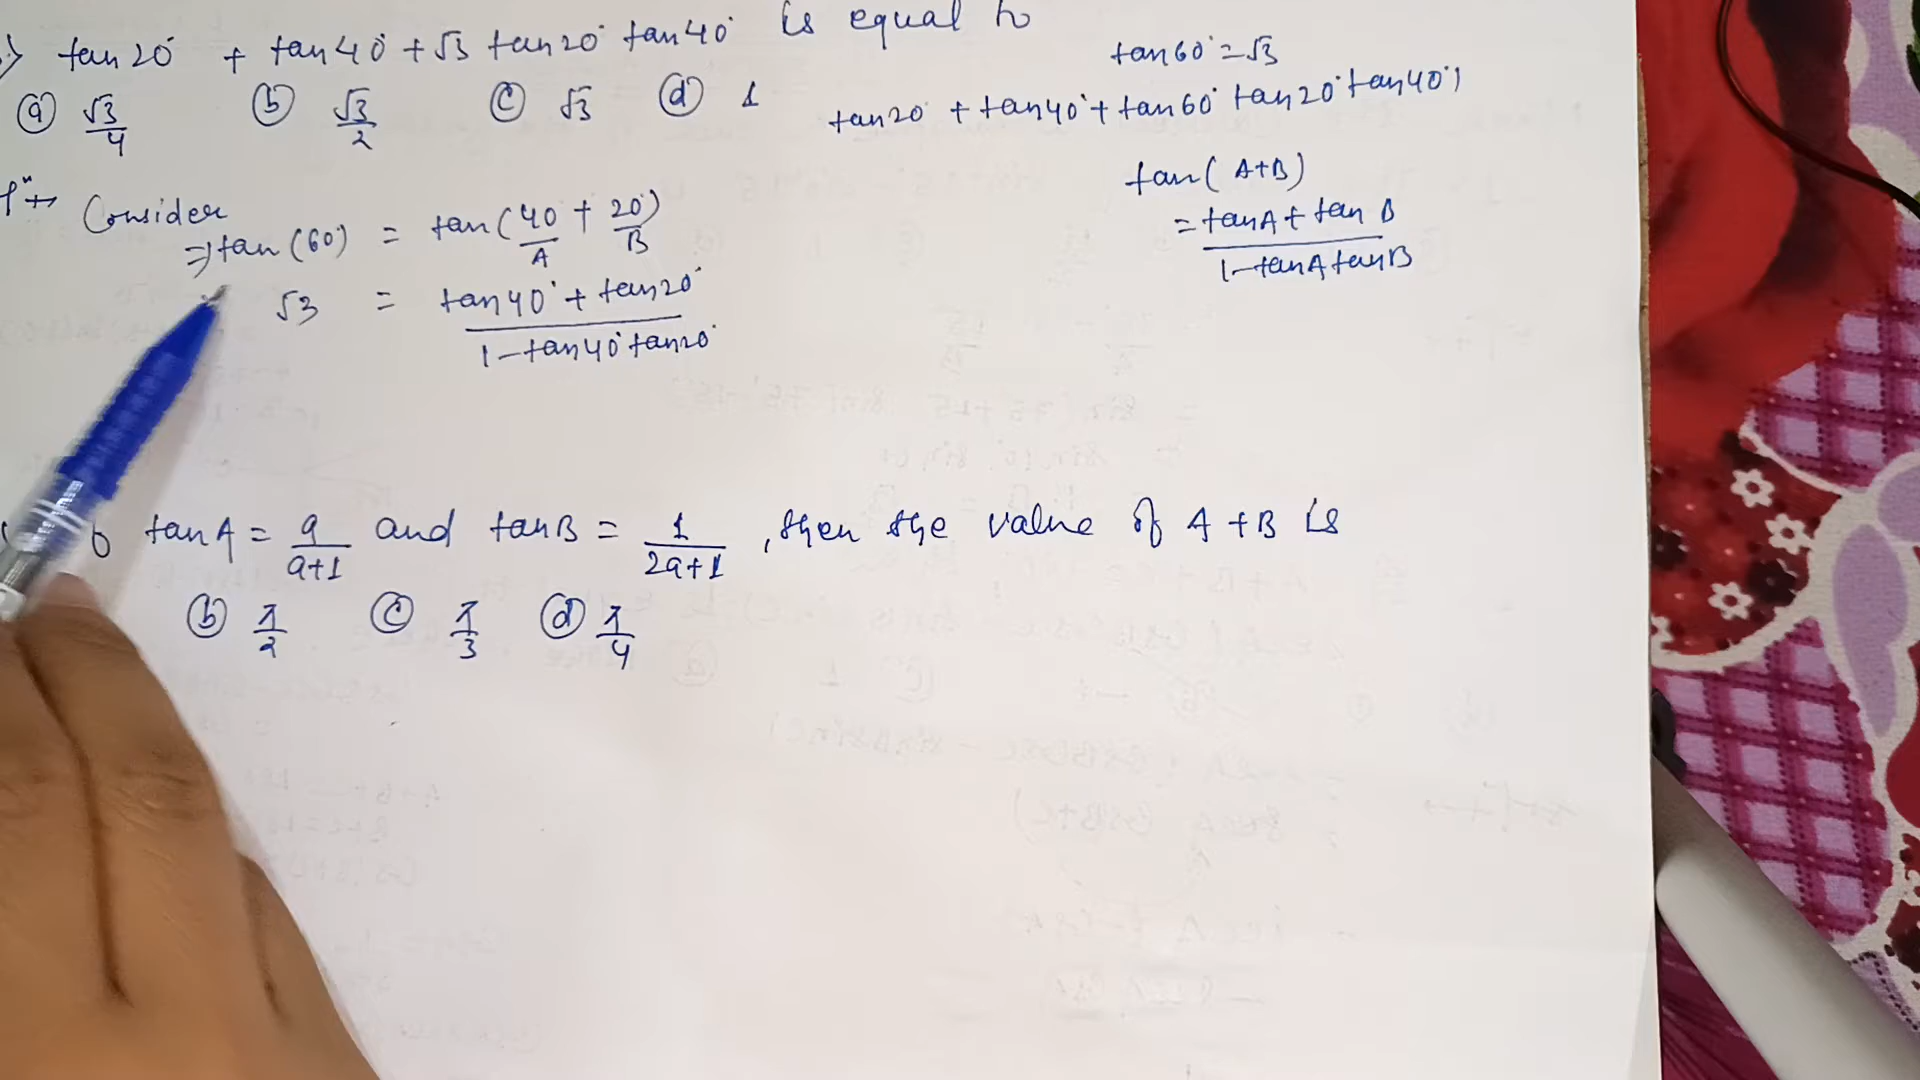 tan 20° + tan 40° + √3 tan 20° tan 40° is equal to
ⓐ √3/4 ⓑ √3/2 ⓒ √3 ⓓ 1
tan 60° = √3
tan 20° + tan 40° + tan 60° tan 20° tan 40°
Consider
⇒ tan (60°) = tan (40° + 20°)
A B
√3 = (tan 40° + tan 20°)/(1 - tan 40° tan 20°)
tan (A+B)
= (tan A + tan B)/(1 - tan A tan B)
tan A = a/(a+1) and tan B = 1/(2a+1), then the value of A + B is
ⓑ π/2 ⓒ π/3 ⓓ π/4